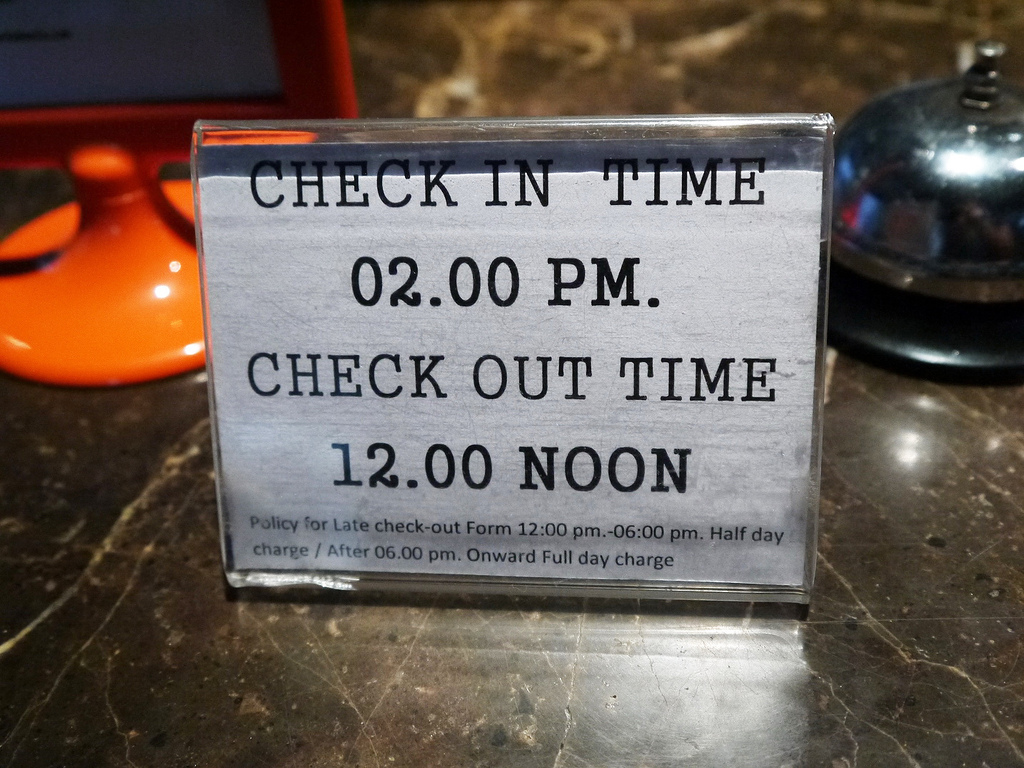 CHECK IN TIME
02.00 PM.
CHECK OUT TIME
12.00 NOON
Policy for Late check-out Form 12:00 pm.-06:00 pm. Half day
charge / After 06.00 pm. Onward Full day charge